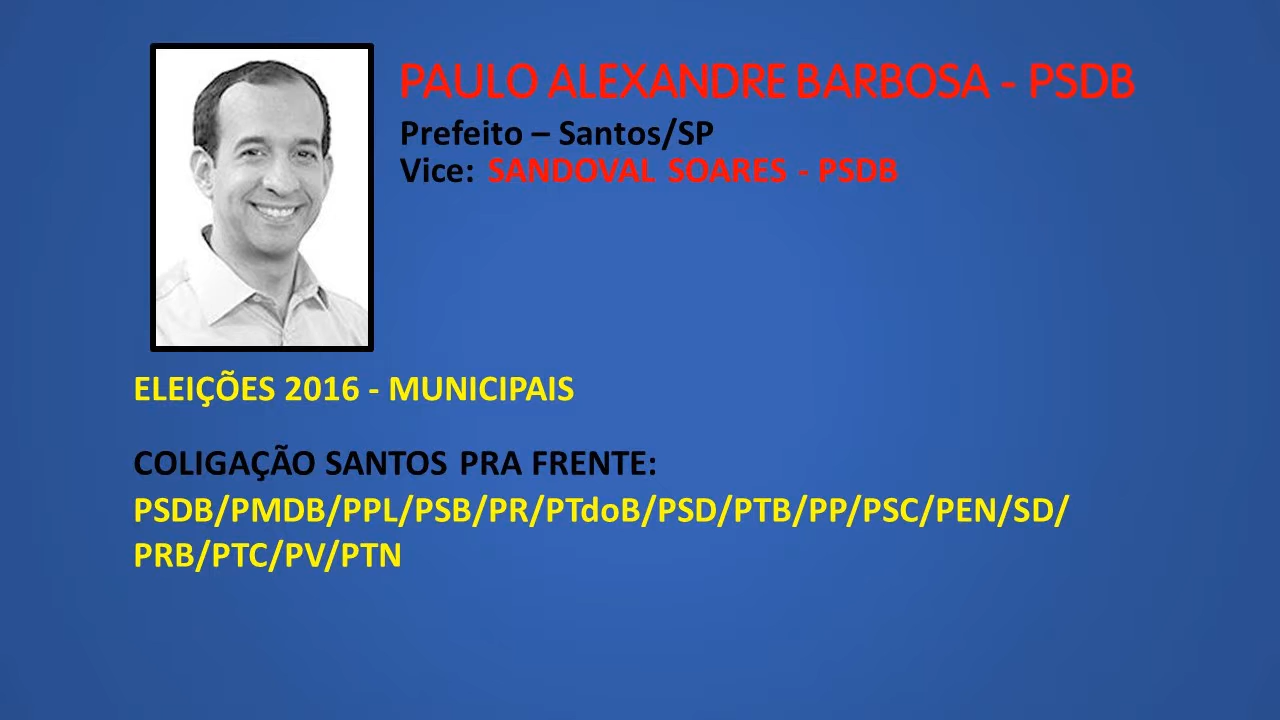 PAULO ALEXANDRE BARBOSA - PSDB
Prefeito – Santos/SP
Vice: SANDOVAL SOARES - PSDB
ELEIÇÕES 2016 - MUNICIPAIS
COLIGAÇÃO SANTOS PRA FRENTE:
PSDB/PMDB/PPL/PSB/PR/PTdoB/PSD/PTB/PP/PSC/PEN/SD/
PRB/PTC/PV/PTN